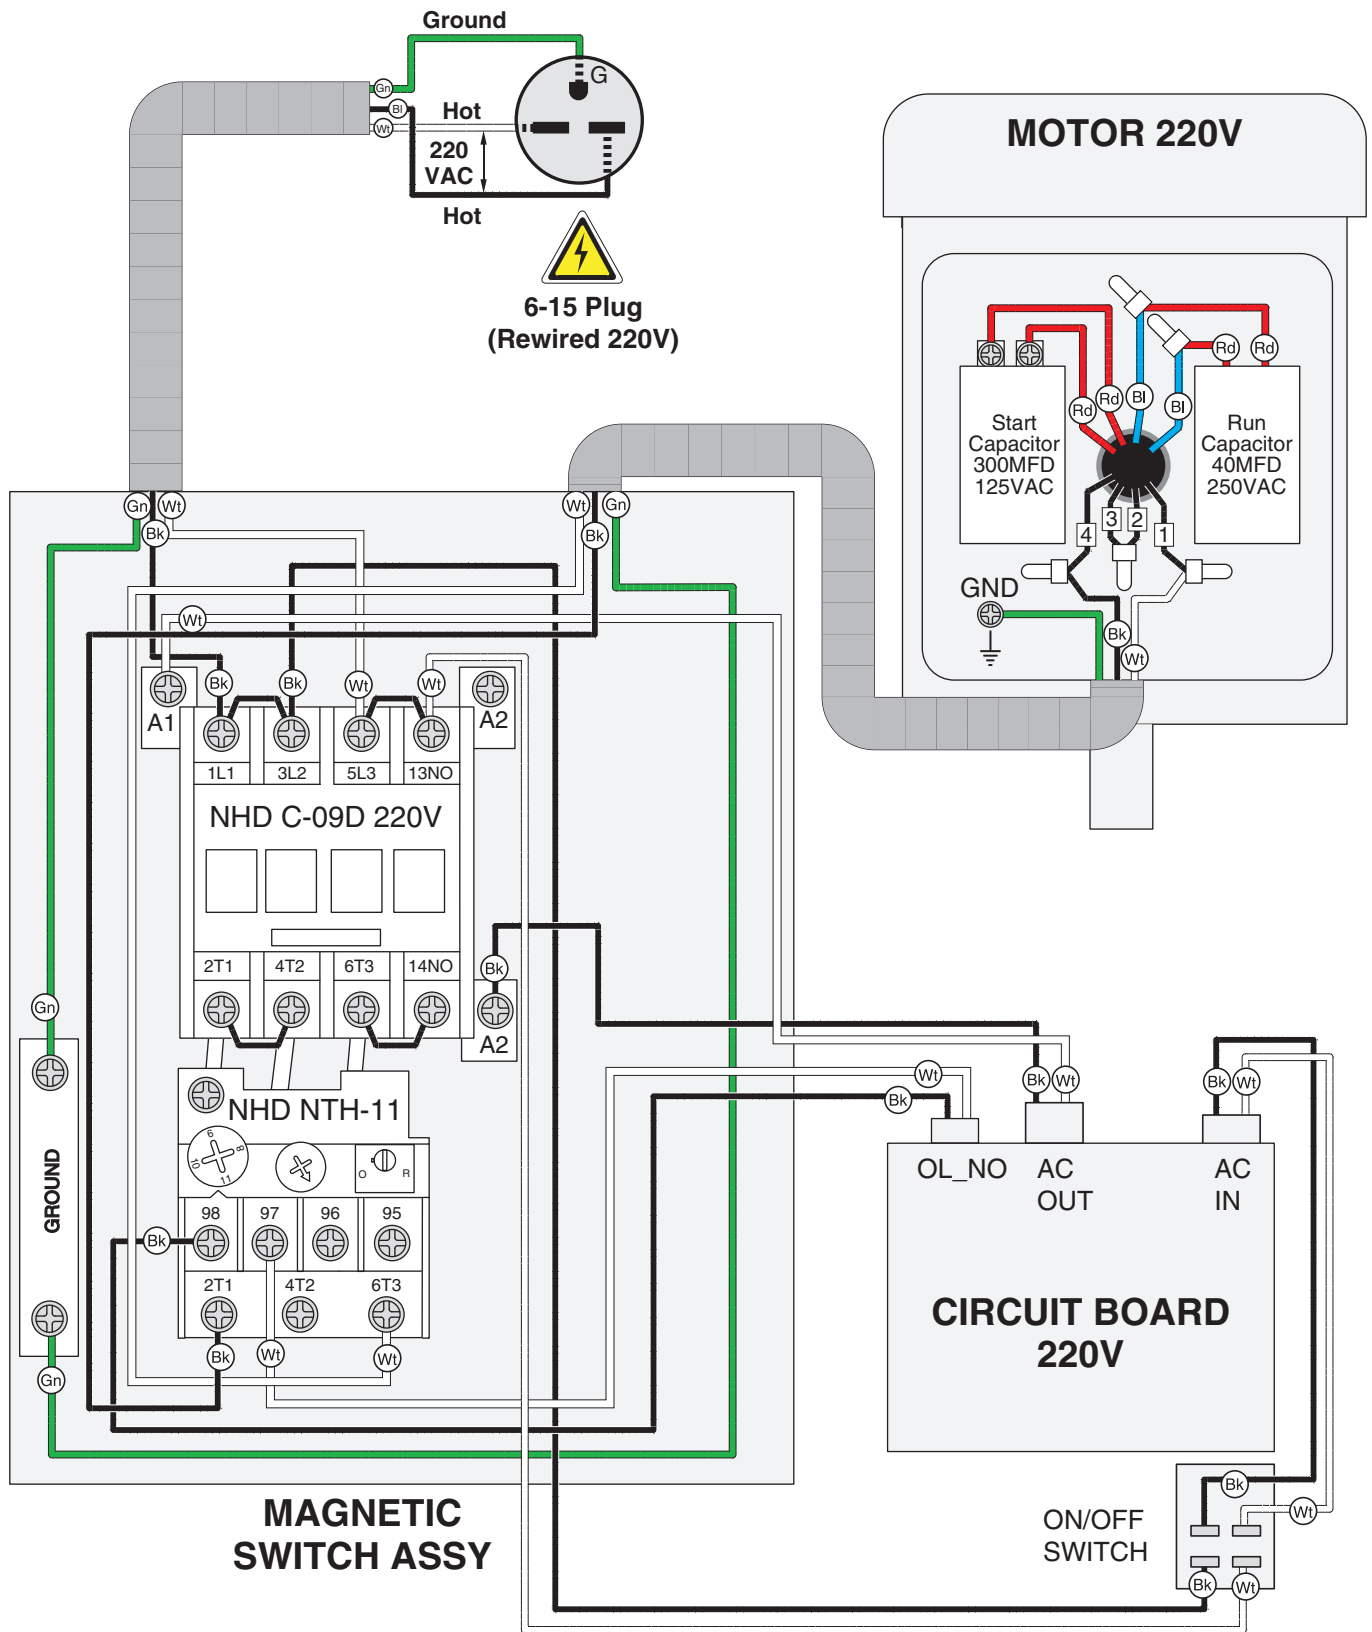 Ground
G
Gn
Bl
Hot
Wt
220
VAC
Hot
6-15 Plug
(Rewired 220V)
MOTOR 220V
Rd
Rd
Rd
Rd
Bl
Bl
Start
Capacitor
300MFD
125VAC
Run
Capacitor
40MFD
250VAC
4
3
2
1
GND
Bk
Wt
Gn
Wt
Bk
Wt
Gn
Bk
Wt
Bk
Bk
Wt
Wt
A1
A2
1L1
3L2
5L3
13NO
NHD C-09D 220V
2T1
4T2
6T3
14NO
Bk
A2
Gn
GROUND
NHD NTH-11
6
8
10
11
O
R
98
97
96
95
Bk
2T1
4T2
6T3
Bk
Wt
Wt
Gn
MAGNETIC
SWITCH ASSY
Wt
Bk
Bk
Wt
Bk
Wt
OL_NO
AC
OUT
AC
IN
CIRCUIT BOARD
220V
Bk
Wt
ON/OFF
SWITCH
Bk
Wt